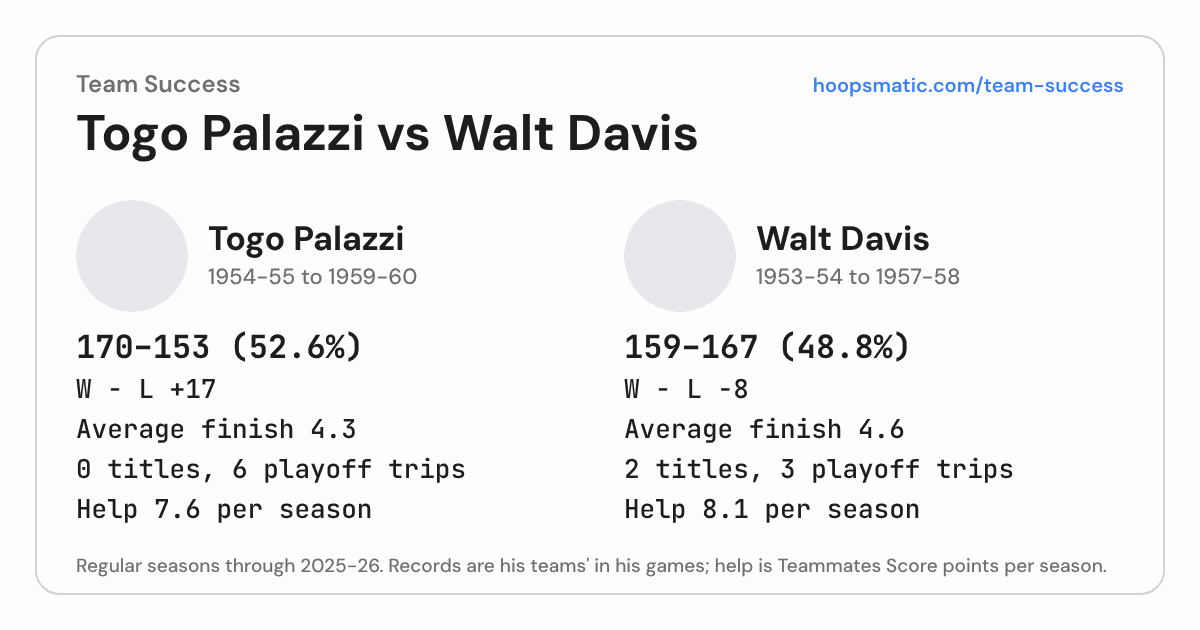 Team Success
hoopsmatic.com/team-success
Togo Palazzi vs Walt Davis
Togo Palazzi
1954-55 to 1959-60
170-153 (52.6%)
W - L +17
Average finish 4.3
0 titles, 6 playoff trips
Help 7.6 per season
Walt Davis
1953-54 to 1957-58
159-167 (48.8%)
W - L -8
Average finish 4.6
2 titles, 3 playoff trips
Help 8.1 per season
Regular seasons through 2025-26. Records are his teams' in his games; help is Teammates Score points per season.